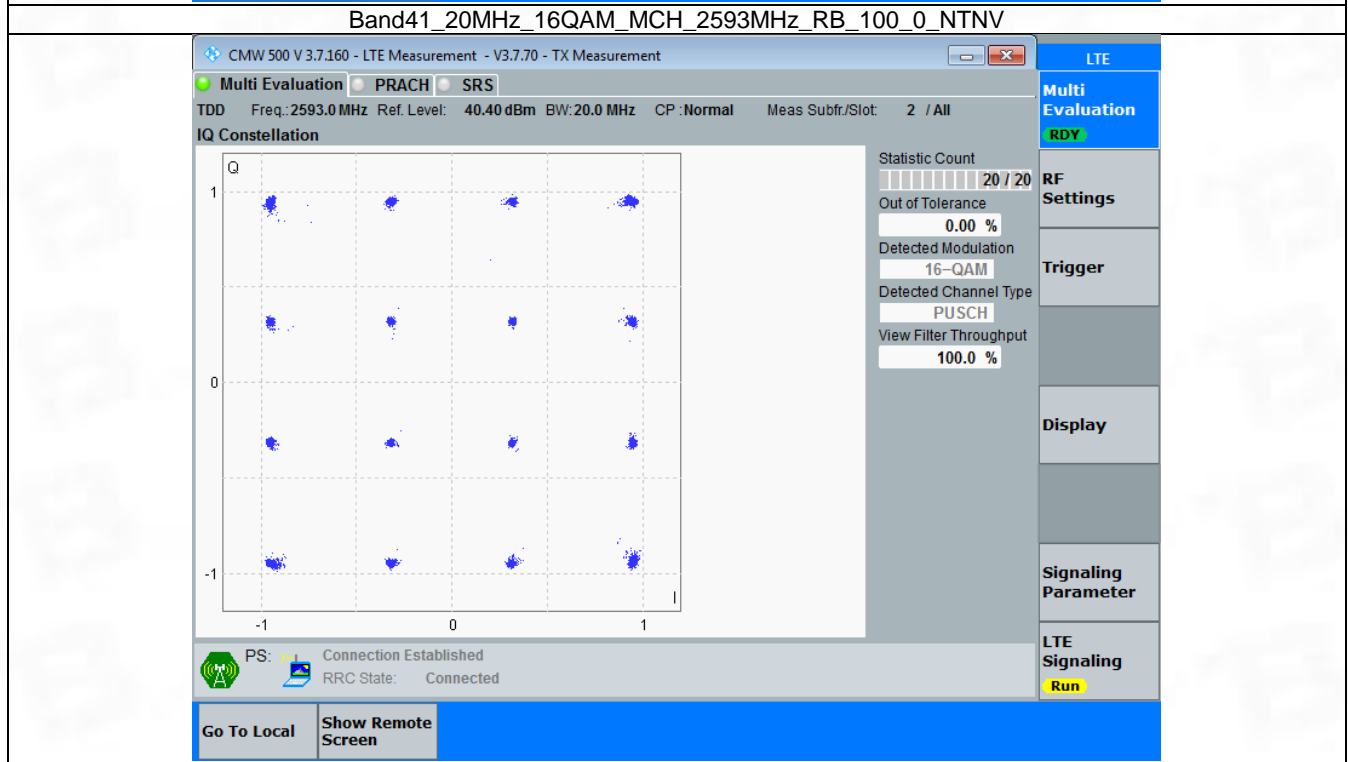 Band41_20MHz_16QAM_MCH_2593MHz_RB_100_0_NTNV
CMW 500 V 3.7.160 - LTE Measurement - V3.7.70 - TX Measurement
LTE
Multi Evaluation PRACH SRS
TDD Freq.: 2593.0 MHz Ref. Level: 40.40 dBm BW: 20.0 MHz CP : Normal Meas Subfr./Slot: 2 / All
IQ Constellation
Q
1
0
-1
I
-1 0 1
Statistic Count
20 / 20
Out of Tolerance
0.00 %
Detected Modulation
16-QAM
Detected Channel Type
PUSCH
View Filter Throughput
100.0 %
Multi
Evaluation
RDY
RF
Settings
Trigger
Display
Signaling
Parameter
LTE
Signaling
Run
PS: Connection Established
RRC State: Connected
Go To Local
Show Remote
Screen